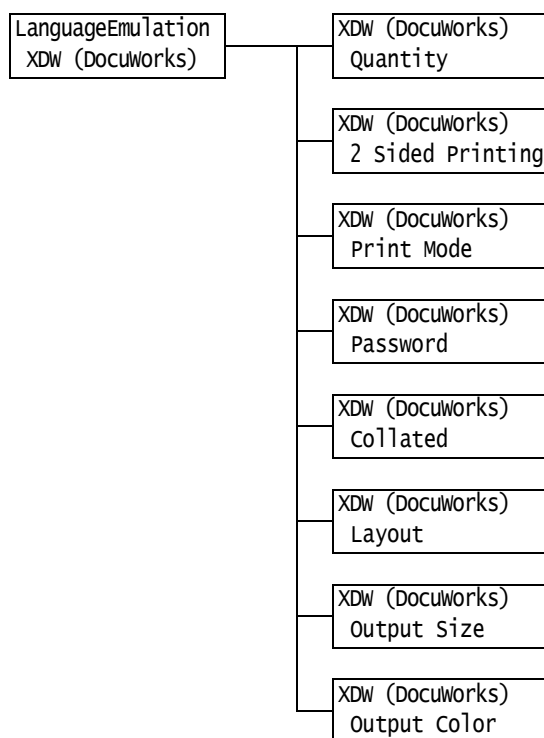 LanguageEmulation
XDW (DocuWorks)
XDW (DocuWorks)
Quantity
XDW (DocuWorks)
2 Sided Printing
XDW (DocuWorks)
Print Mode
XDW (DocuWorks)
Password
XDW (DocuWorks)
Collated
XDW (DocuWorks)
Layout
XDW (DocuWorks)
Output Size
XDW (DocuWorks)
Output Color